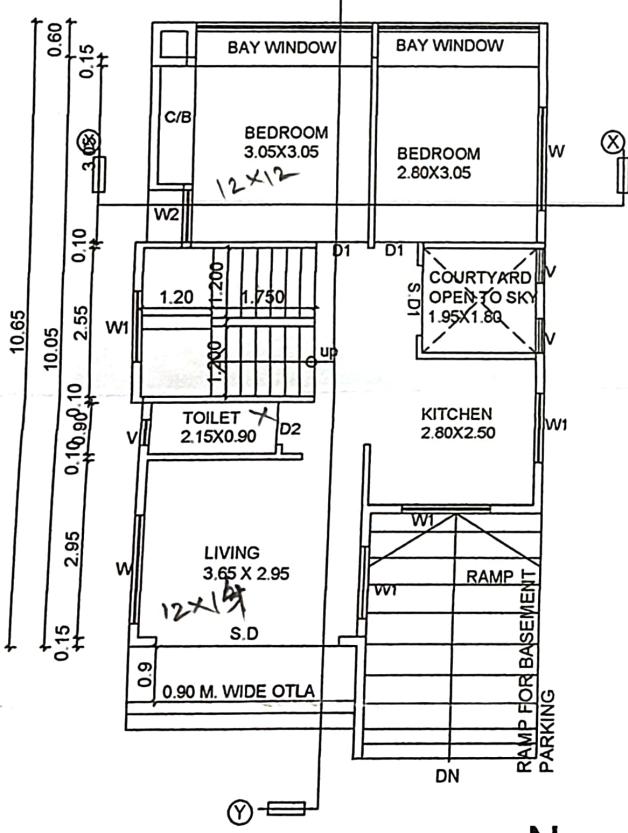 0.60
BAY WINDOW
BAY WINDOW
0.15
C/B
X
3.05
BEDROOM
3.05X3.05
12X12
BEDROOM
2.80X3.05
W
X
W2
0.10
D1
D1
COURTYARD
OPEN TO SKY
1.95X1.80
V
V
S.D1
1.200
1.20
1.750
W1
2.55
10.65
10.05
1.200
up
0.10
0.90
0.10
TOILET X
2.15X0.90
D2
V
KITCHEN
2.80X2.50
W1
W1
2.95
LIVING
3.65 X 2.95
W
W1
RAMP 1
S.D
0.15
0.9
0.90 M. WIDE OTLA
RAMP FOR BASEMENT
PARKING
DN
Y
N